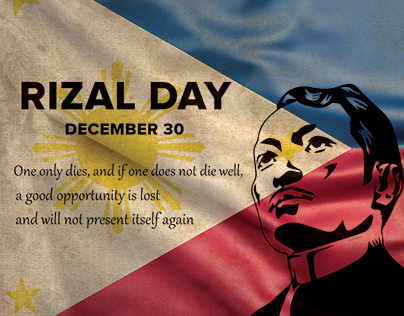 RIZAL DAY
DECEMBER 30
One only dies, and if one does not die well,
a good opportunity is lost
and will not present itself again